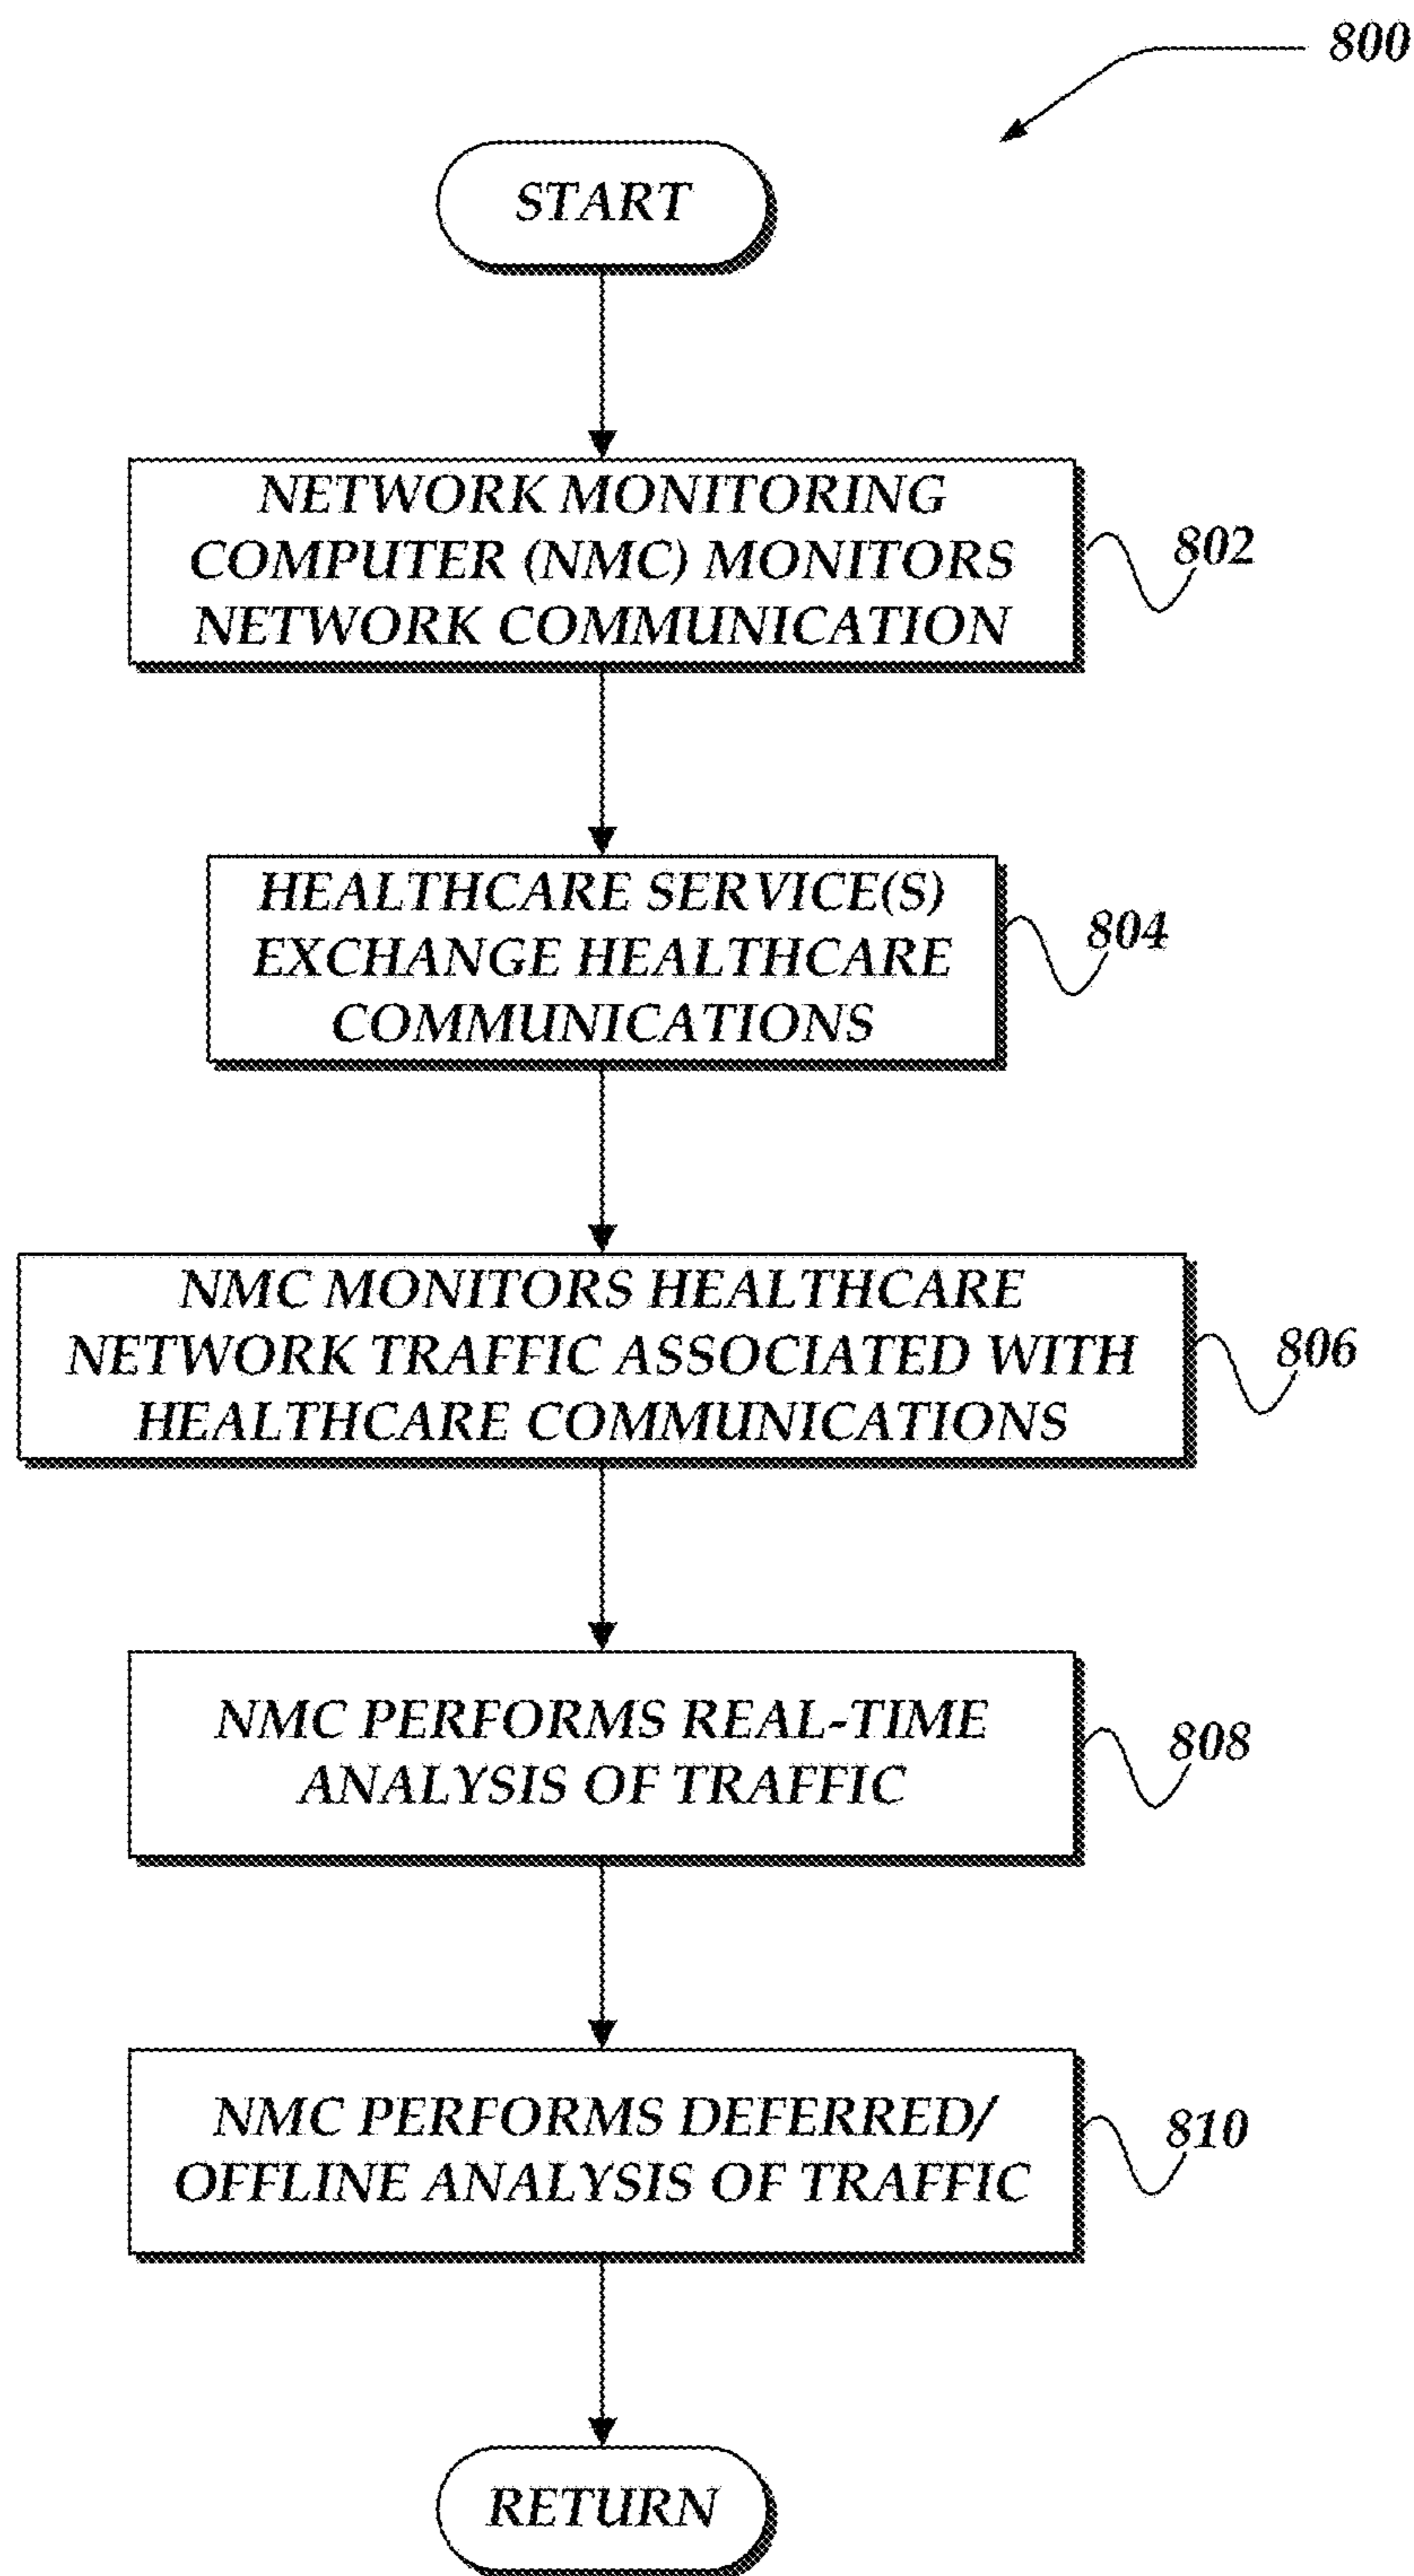 800
START
NETWORK MONITORING
COMPUTER (NMC) MONITORS
NETWORK COMMUNICATION
802
HEALTHCARE SERVICE(S)
EXCHANGE HEALTHCARE
COMMUNICATIONS
804
NMC MONITORS HEALTHCARE
NETWORK TRAFFIC ASSOCIATED WITH
HEALTHCARE COMMUNICATIONS
806
NMC PERFORMS REAL-TIME
ANALYSIS OF TRAFFIC
808
NMC PERFORMS DEFERRED/
OFFLINE ANALYSIS OF TRAFFIC
810
RETURN